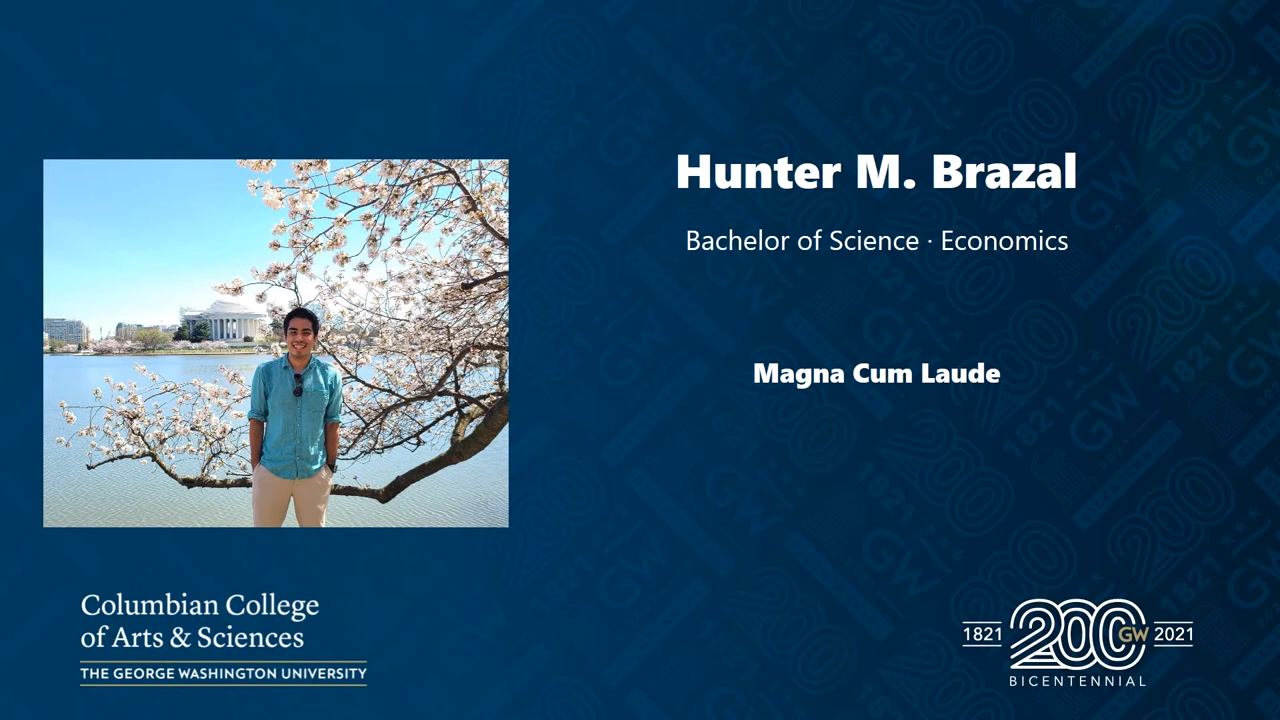 Hunter M. Brazal
Bachelor of Science · Economics
Magna Cum Laude
Columbian College
of Arts & Sciences
THE GEORGE WASHINGTON UNIVERSITY
1821 200 GW 2021
BICENTENNIAL